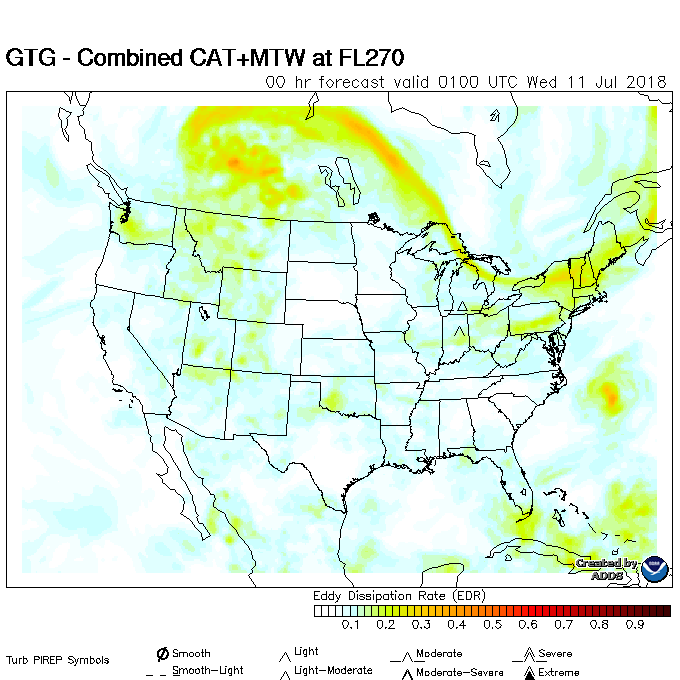 GTG - Combined CAT+MTW at FL270
00 hr forecast valid 0100 UTC Wed 11 Jul 2018
Created by
ADDS
Eddy Dissipation Rate (EDR)
0.1 0.2 0.3 0.4 0.5 0.6 0.7 0.8 0.9
Turb PIREP Symbols
Smooth Light Moderate Severe
Smooth-Light Light-Moderate Moderate-Severe Extreme